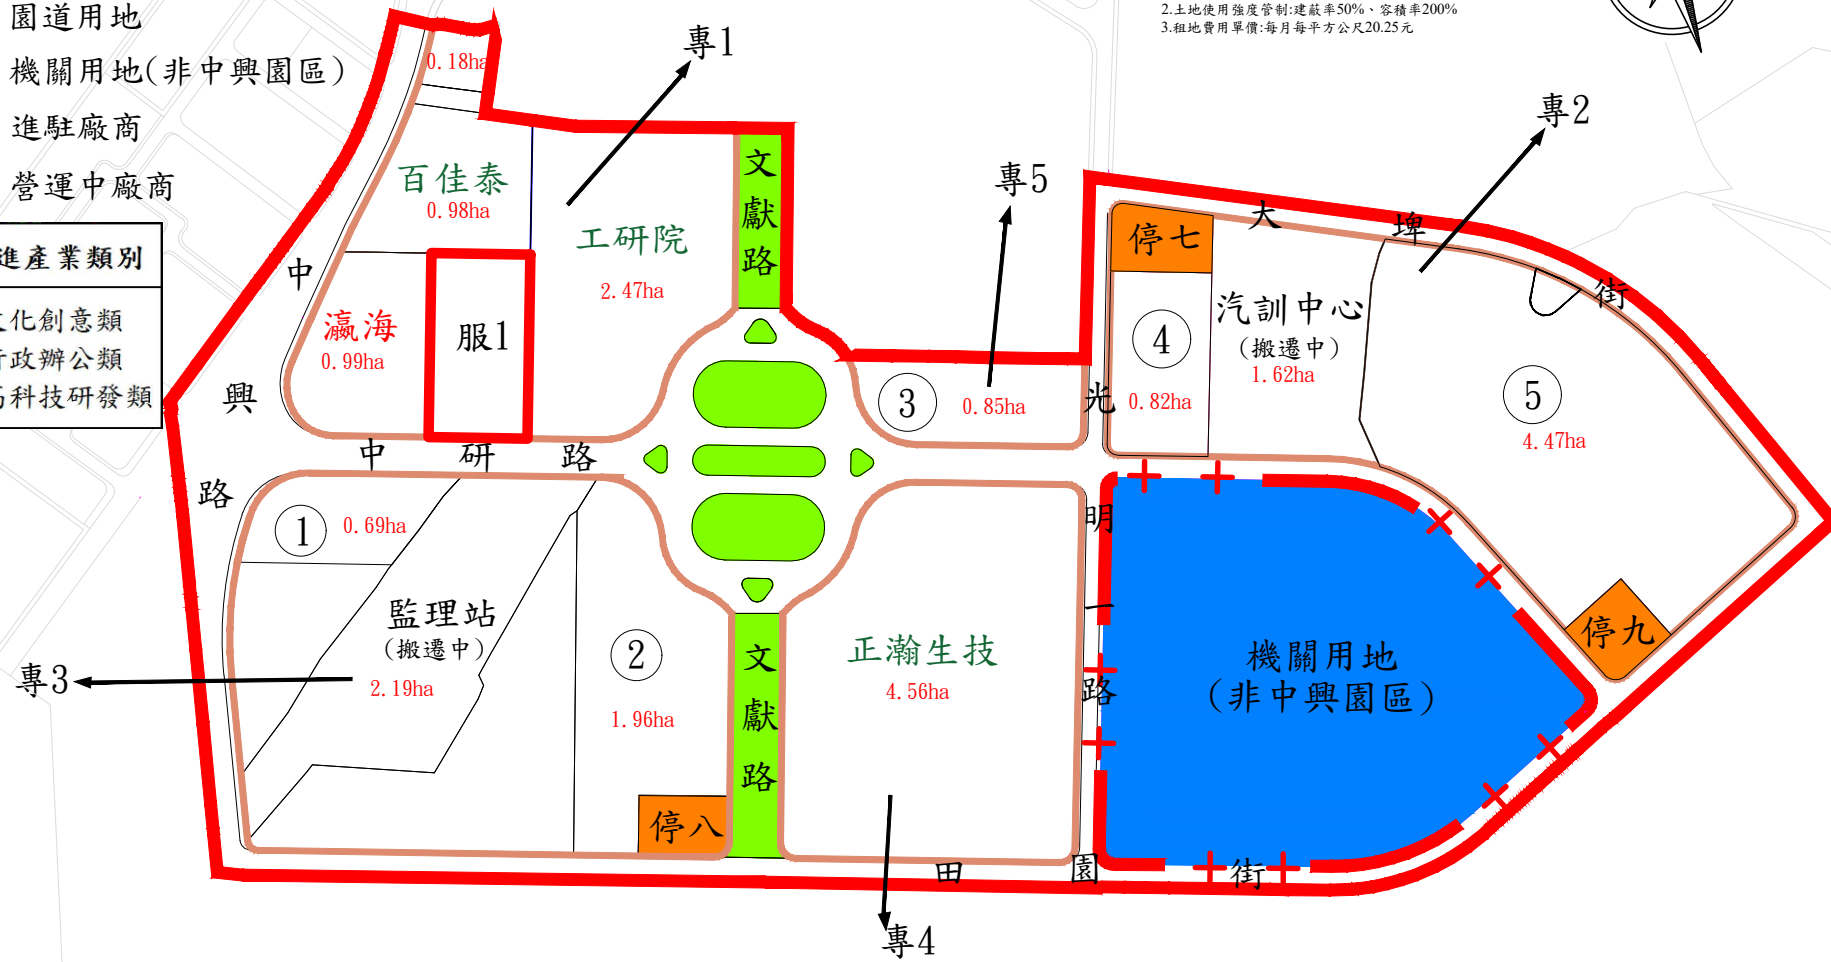 園道用地
機關用地(非中興園區)
進駐廠商
營運中廠商
進產業類別
文化創意類
行政辦公類
高科技研發類
2.土地使用強度管制:建蔽率50%、容積率200%
3.租地費用單價:每月每平方公尺20.25元
專1
專2
專5
0.18ha
百佳泰
0.98ha
工研院
2.47ha
文獻路
瀛海
0.99ha
服1
中興路
中研路
停七
大埤街
汽訓中心
(搬遷中)
1.62ha
④
0.82ha
③
0.85ha
⑤
4.47ha
光明一路
①
0.69ha
監理站
(搬遷中)
2.19ha
專3
②
1.96ha
停八
文獻路
正瀚生技
4.56ha
機關用地
(非中興園區)
停九
田園街
專4